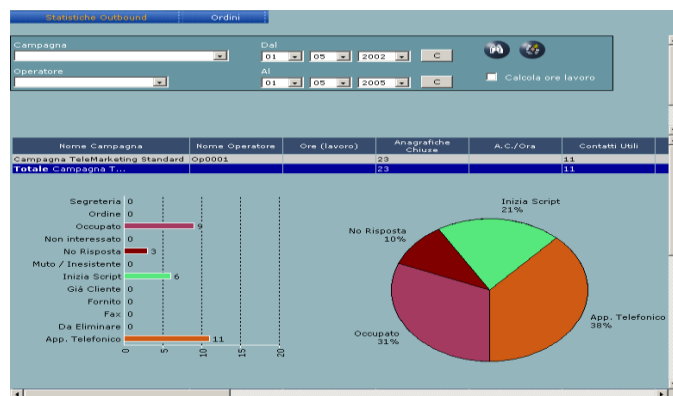 Statistiche Outbound Ordini
Campagna Dal
01 05 2002 C
Operatore Al
01 05 2005 C Calcola ore lavoro
Nome Campagna Nome Operatore Ore (lavoro) Anagrafiche Chiuse A.C./Ora Contatti Utili
Campagna TeleMarketing Standard Op0001 23 11
Totale Campagna T... 23 11
Segreteria 0
Ordine 0
Occupato 9
Non interessato 0
No Risposta 3
Muto / Inesistente 0
Inizia Script 6
Già Cliente 0
Fornito 0
Fax 0
Da Eliminare 0
App. Telefonico 11
0 5 10 15 20
Inizia Script
21%
No Risposta
10%
App. Telefonico
38%
Occupato
31%